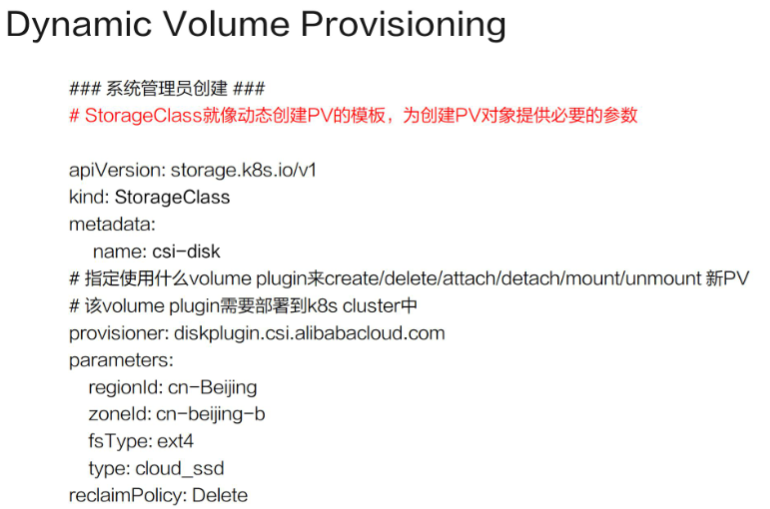 Dynamic Volume Provisioning
### 系统管理员创建 ###
# StorageClass就像动态创建PV的模板，为创建PV对象提供必要的参数
apiVersion: storage.k8s.io/v1
kind: StorageClass
metadata:
name: csi-disk
# 指定使用什么volume plugin来create/delete/attach/detach/mount/unmount 新PV
# 该volume plugin需要部署到k8s cluster中
provisioner: diskplugin.csi.alibabacloud.com
parameters:
regionId: cn-Beijing
zoneId: cn-beijing-b
fsType: ext4
type: cloud_ssd
reclaimPolicy: Delete